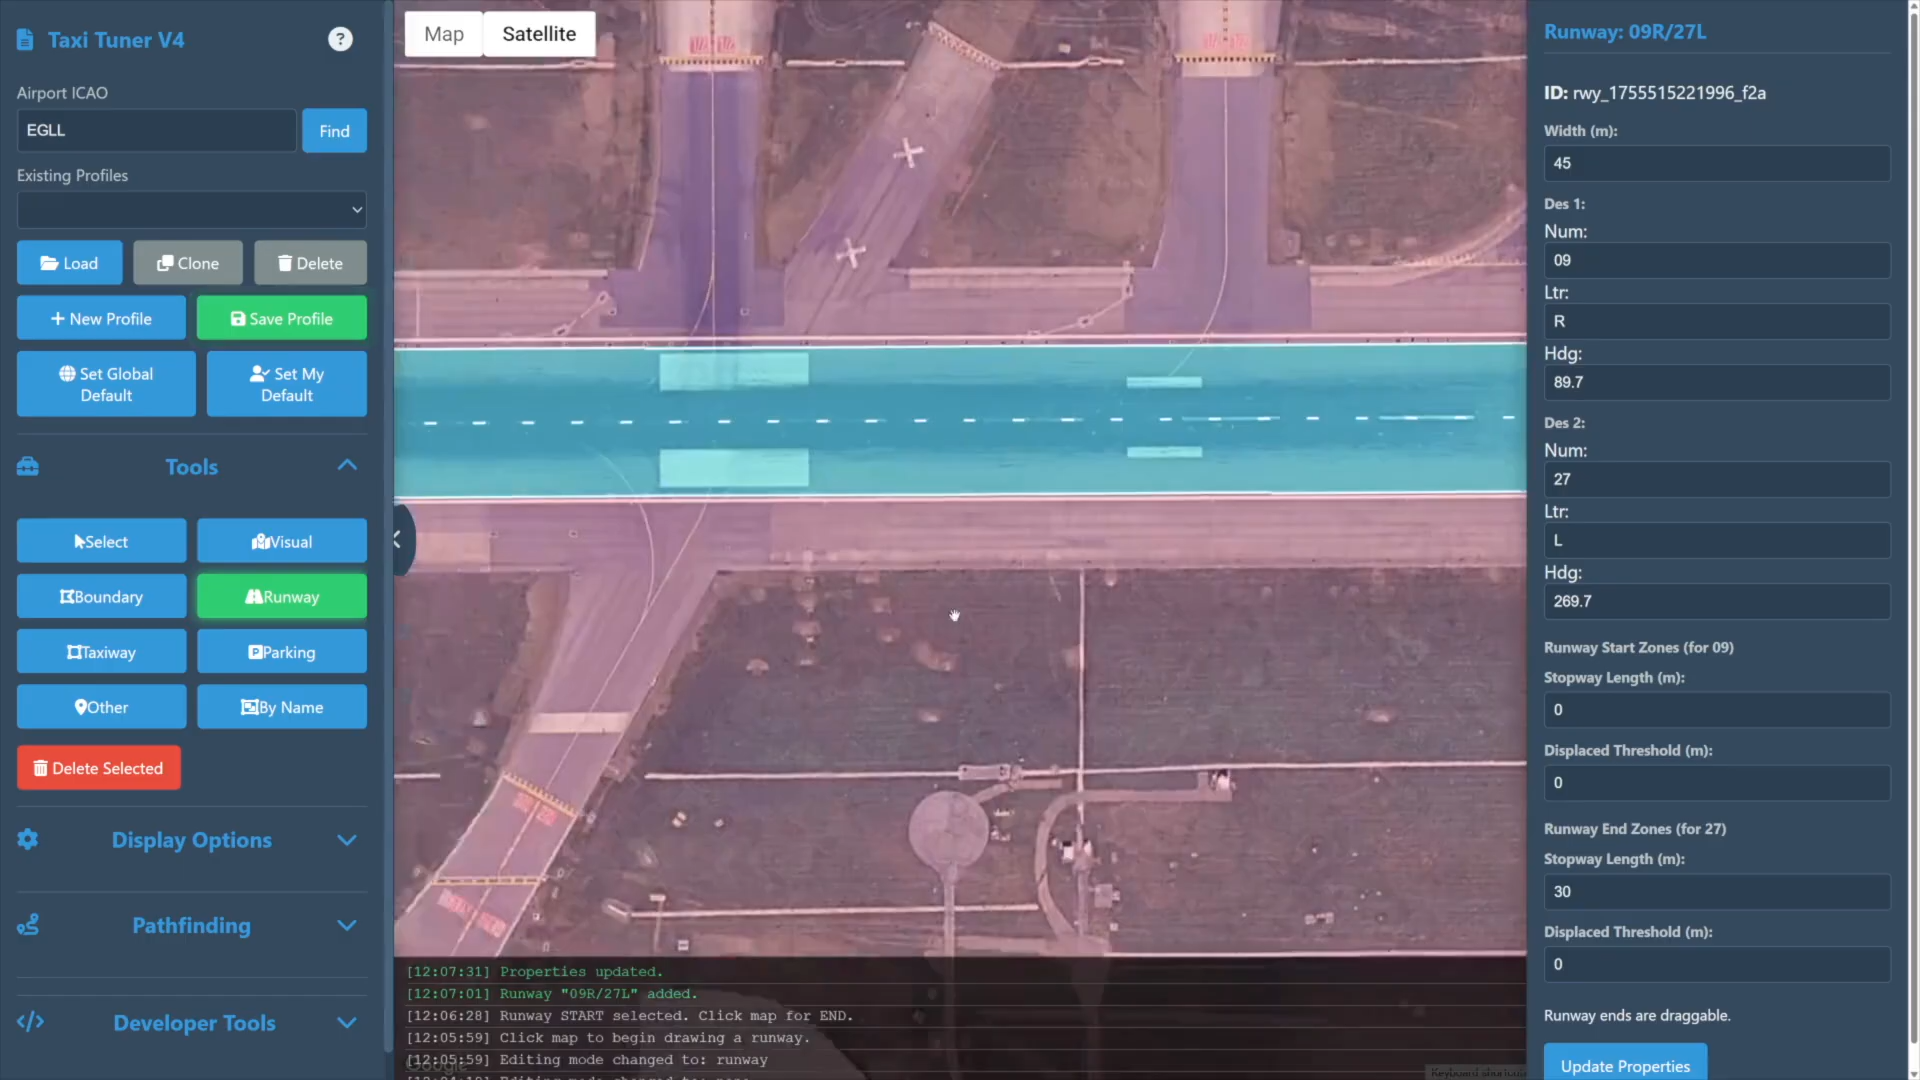 Taxi Tuner V4
?
Airport ICAO
EGLL
Find
Existing Profiles
Load
Clone
Delete
New Profile
Save Profile
Set Global Default
Set My Default
Tools
Select
Visual
Boundary
Runway
Taxiway
Parking
Other
By Name
Delete Selected
Display Options
Pathfinding
Developer Tools
Map
Satellite
[12:07:31] Properties updated.
[12:07:01] Runway "09R/27L" added.
[12:06:28] Runway START selected. Click map for END.
[12:05:59] Click map to begin drawing a runway.
[12:05:59] Editing mode changed to: runway
Google
Keyboard shortcuts
Runway: 09R/27L
ID: rwy_1755515221996_f2a
Width (m):
45
Des 1:
Num:
09
Ltr:
R
Hdg:
89.7
Des 2:
Num:
27
Ltr:
L
Hdg:
269.7
Runway Start Zones (for 09)
Stopway Length (m):
0
Displaced Threshold (m):
0
Runway End Zones (for 27)
Stopway Length (m):
30
Displaced Threshold (m):
0
Runway ends are draggable.
Update Properties